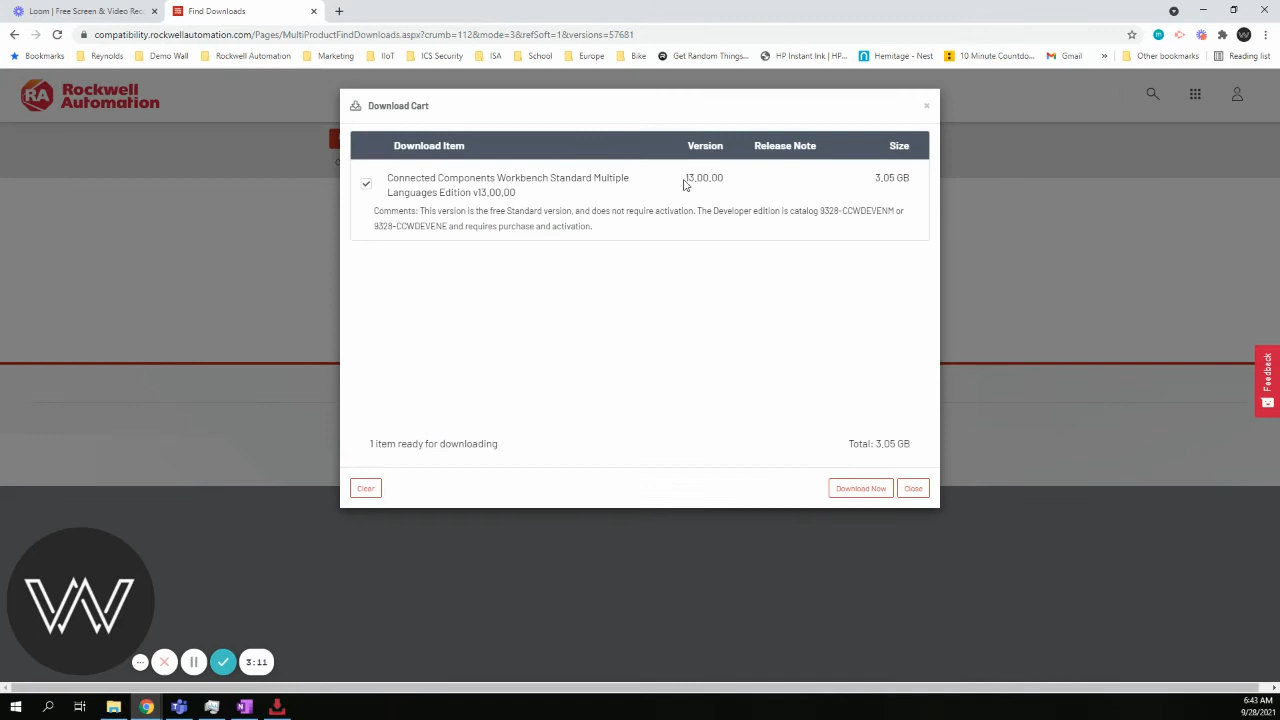 Loom | Free Screen & Video Rec
Find Downloads
compatibility.rockwellautomation.com/Pages/MultiProductFindDownloads.aspx?crumb=112&mode=3&refSoft=1&versions=57681
Bookmarks
Reynolds
Demo Wall
Rockwell Automation
Marketing
IIoT
ICS Security
ISA
School
Europe
Bike
Get Random Things...
HP Instant Ink | HP...
Hemitage - Nest
10 Minute Countdo...
Gmail
»
Other bookmarks
Reading list
RA
Rockwell
Automation
Download Cart
Download Item Version Release Note Size
Connected Components Workbench Standard Multiple 13.00.00 3.05 GB
Languages Edition v13.00.00
Comments: This version is the free Standard version, and does not require activation. The Developer edition is catalog 9328-CCWDEVENM or
9328-CCWDEVENE and requires purchase and activation.
Feedback
1 item ready for downloading Total: 3.05 GB
Clear
Download Now
Close
W
3:11
6:43 AM
9/28/2021